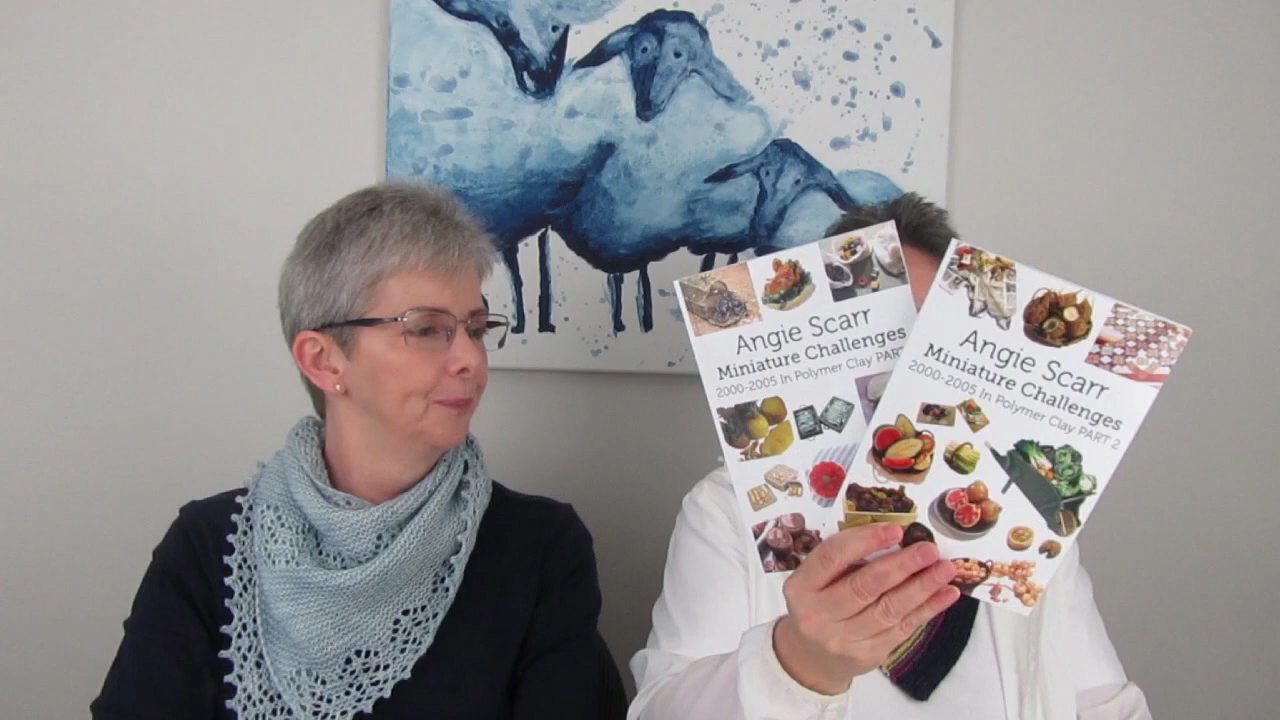 Angie Scarr
Miniature Challenges
2000-2005 In Polymer Clay PAR
Angie Scarr
Miniature Challenges
2000-2005 In Polymer Clay PART 2